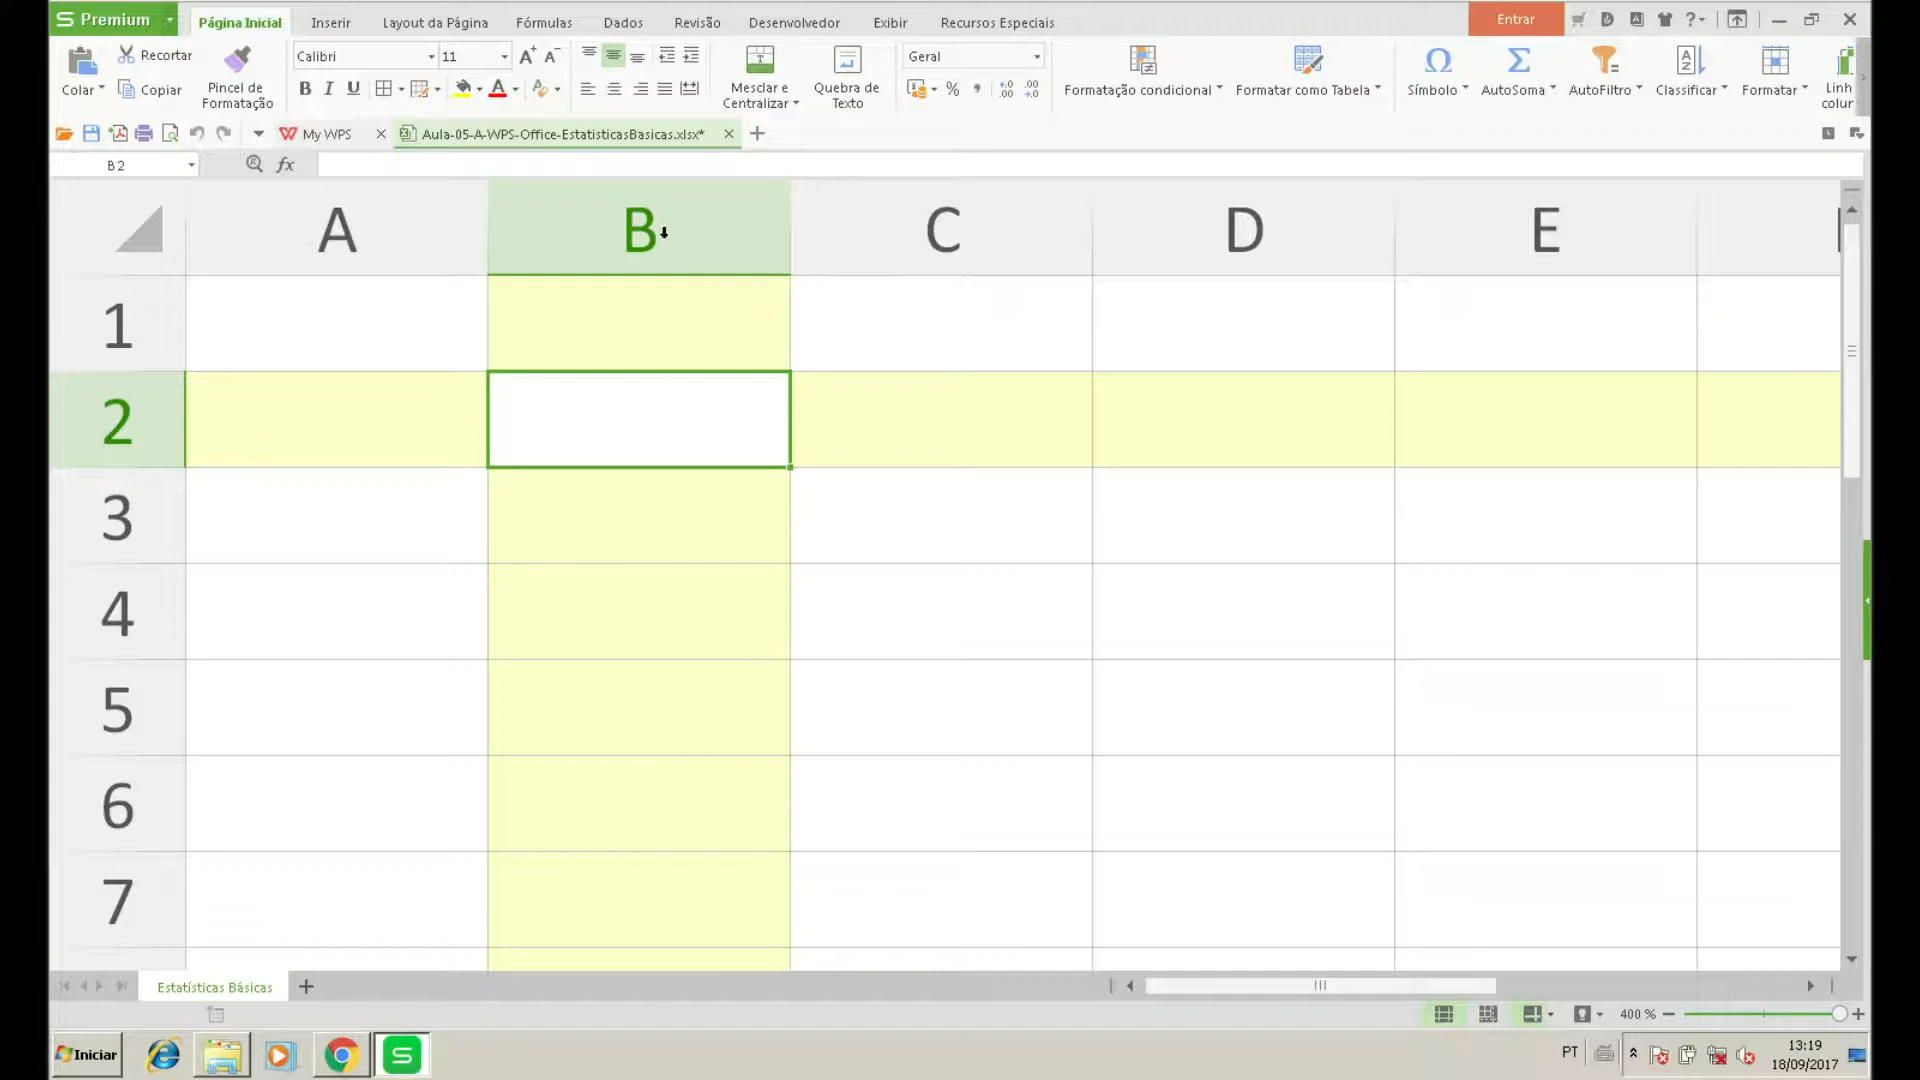 S Premium
Página Inicial Inserir Layout da Página Fórmulas Dados Revisão Desenvolvedor Exibir Recursos Especiais Entrar
Colar Recortar Copiar Pincel de Formatação
Calibri 11
Mesclar e Centralizar
Quebra de Texto
Geral
Formatação condicional Formatar como Tabela Símbolo AutoSoma AutoFiltro Classificar Formatar Linh colur
My WPS Aula-05-A-WPS-Office-EstatisticasBasicas.xlsx*
B2 fx
A B C D E
1
2
3
4
5
6
7
Estatísticas Básicas
400 %
Iniciar PT 13:19
18/09/2017